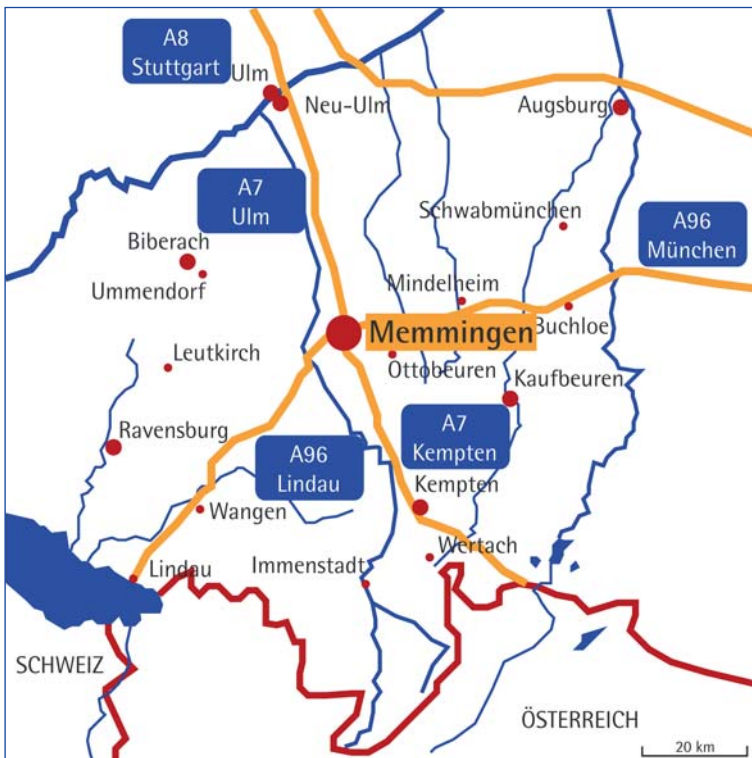 A8
Stuttgart
Ulm
Neu-Ulm
Augsburg
A7
Ulm
Schwabmünchen
A96
München
Biberach
Ummendorf
Mindelheim
Memmingen
Buchloe
Leutkirch
Ottobeuren
Kaufbeuren
Ravensburg
A7
Kempten
A96
Lindau
Kempten
Wangen
Wertach
Lindau
Immenstadt
SCHWEIZ
ÖSTERREICH
20 km